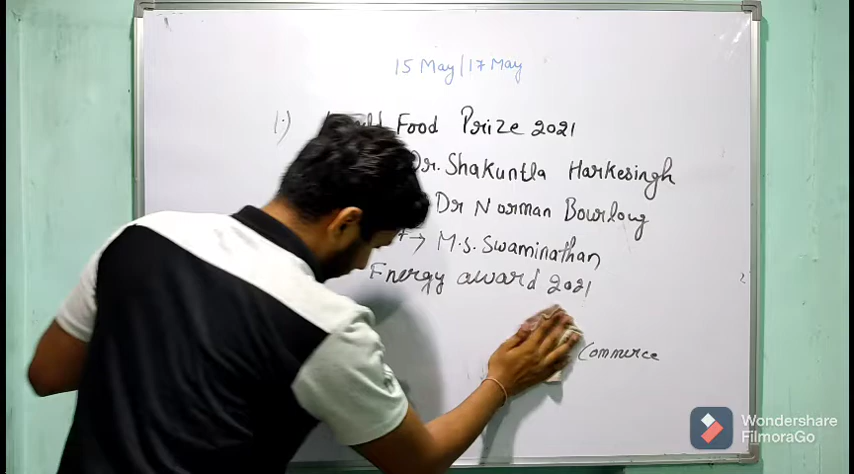 15 May/17 May
1.) Food Prize 2021
Dr. Shakuntla Harkesingh
Dr Norman Bourloug
→ M.S. Swaminathan
Energy award 2021
Commerce
Wondershare
FilmoraGo